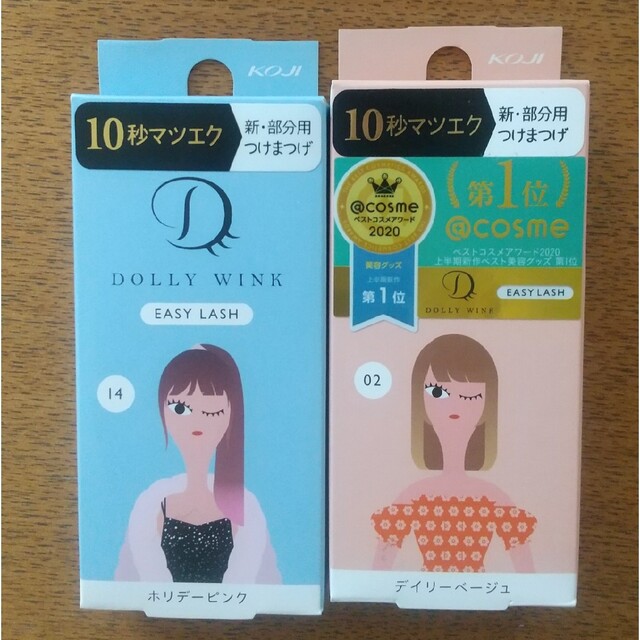 KOJI
10秒マツエク
新・部分用
つけまつげ
D
DOLLY WINK
EASY LASH
14
ホリデーピンク
KOJI
10秒マツエク
新・部分用
つけまつげ
@cosme
ベストコスメアワード
2020
美容グッズ
上半期新作
第1位
第1位
@cosme
ベストコスメアワード2020
上半期新作ベスト美容グッズ 第1位
D
DOLLY WINK
EASY LASH
02
デイリーベージュ